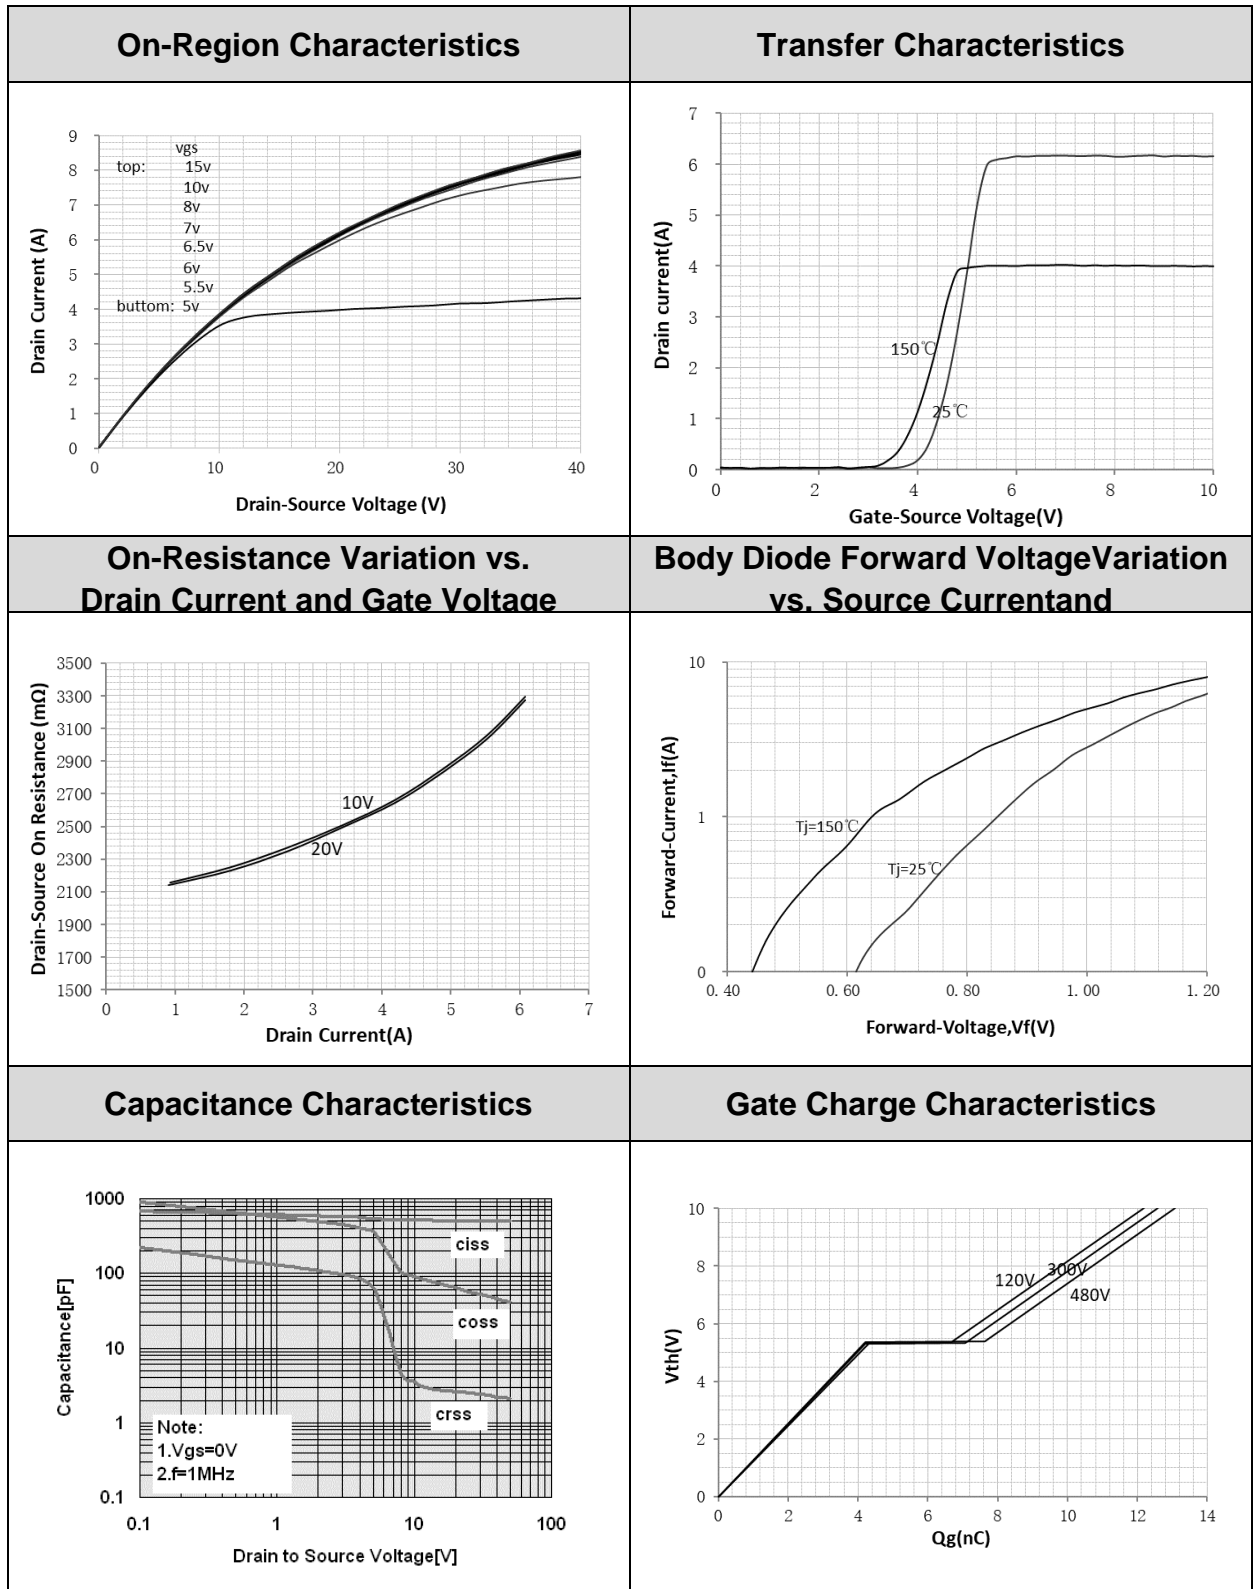 On-Region Characteristics
Transfer Characteristics
9
8
7
6
5
4
3
2
1
0
vgs
top: 15v
10v
8v
7v
6.5v
6v
5.5v
buttom: 5v
0 10 20 30 40
Drain Current (A)
Drain-Source Voltage (V)
7
6
5
4
3
2
1
0
150℃
25℃
0 2 4 6 8 10
Drain current(A)
Gate-Source Voltage(V)
On-Resistance Variation vs.
Drain Current and Gate Voltage
Body Diode Forward VoltageVariation
vs. Source Currentand
3500
3300
3100
2900
2700
2500
2300
2100
1900
1700
1500
10V
20V
0 1 2 3 4 5 6 7
Drain-Source On Resistance (mΩ)
Drain Current(A)
10
1
0
Tj=150℃
Tj=25℃
0.40 0.60 0.80 1.00 1.20
Forward-Current,If(A)
Forward-Voltage,Vf(V)
Capacitance Characteristics
Gate Charge Characteristics
1000
100
10
1
0.1
ciss
coss
crss
Note:
1.Vgs=0V
2.f=1MHz
0.1 1 10 100
Capacitance[pF]
Drain to Source Voltage[V]
10
8
6
4
2
0
120V
300V
480V
0 2 4 6 8 10 12 14
Vth(V)
Qg(nC)